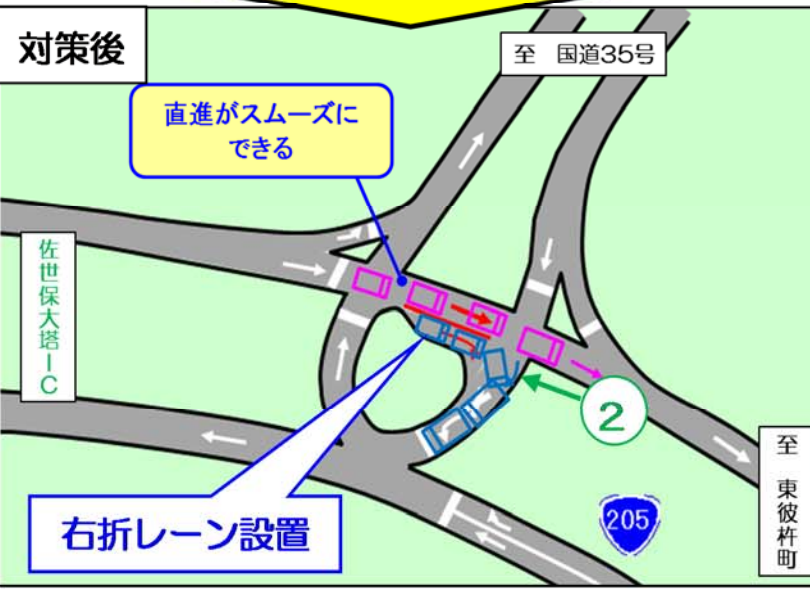 対策後
至　国道35号
直進がスムーズに
できる
佐世保大塔IC
②
右折レーン設置
205
至　東彼杵町